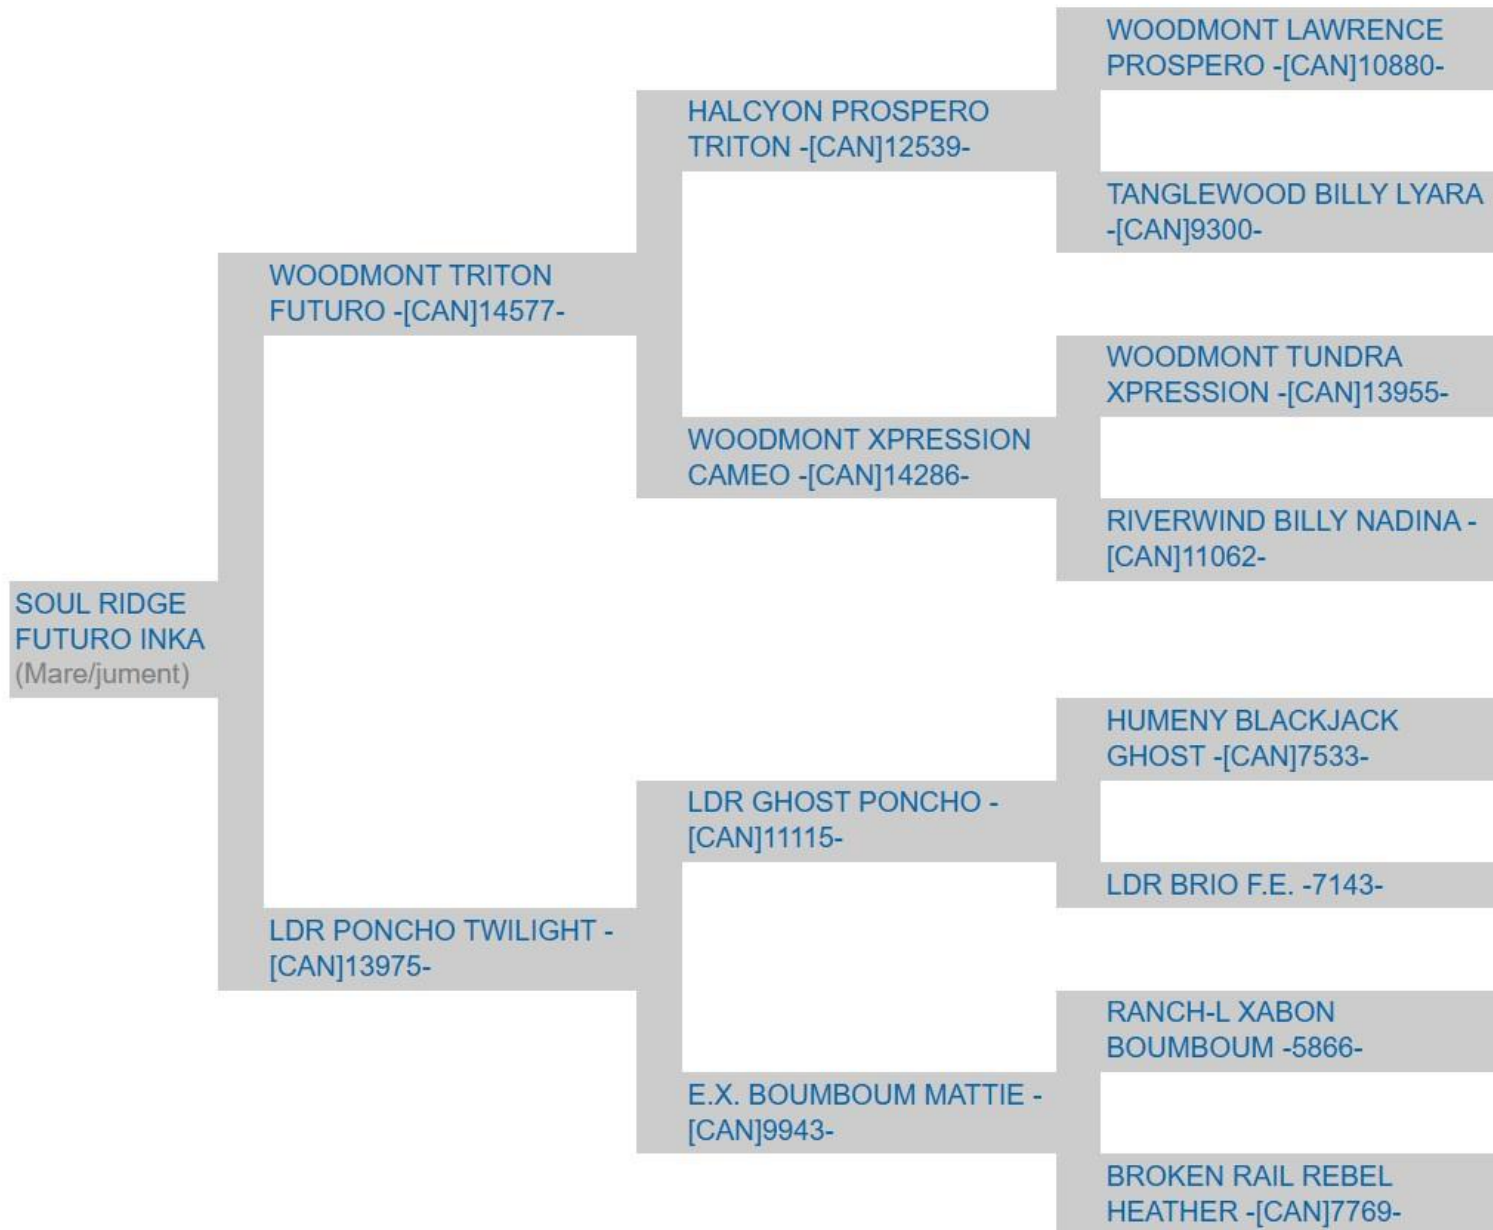 WOODMONT LAWRENCE
PROSPERO -[CAN]10880-
HALCYON PROSPERO
TRITON -[CAN]12539-
TANGLEWOOD BILLY LYARA
-[CAN]9300-
WOODMONT TRITON
FUTURO -[CAN]14577-
WOODMONT TUNDRA
XPRESSION -[CAN]13955-
WOODMONT XPRESSION
CAMEO -[CAN]14286-
RIVERWIND BILLY NADINA -
[CAN]11062-
SOUL RIDGE
FUTURO INKA
(Mare/jument)
HUMENY BLACKJACK
GHOST -[CAN]7533-
LDR GHOST PONCHO -
[CAN]11115-
LDR BRIO F.E. -7143-
LDR PONCHO TWILIGHT -
[CAN]13975-
RANCH-L XABON
BOUMBOUM -5866-
E.X. BOUMBOUM MATTIE -
[CAN]9943-
BROKEN RAIL REBEL
HEATHER -[CAN]7769-